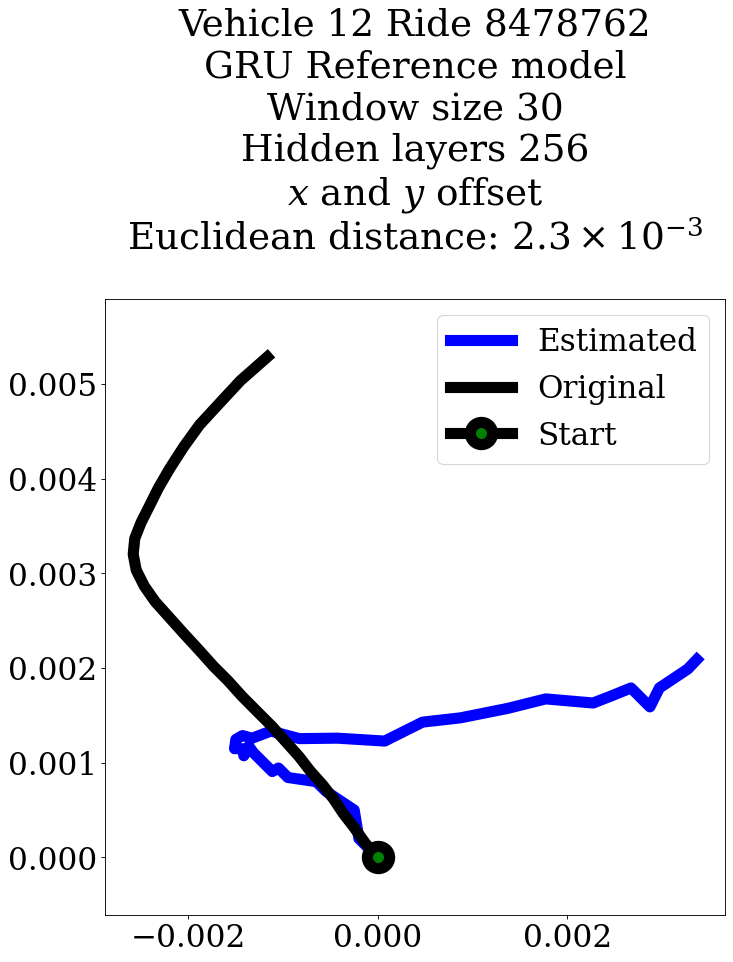 Vehicle 12 Ride 8478762
GRU Reference model
Window size 30
Hidden layers 256
x and y offset
Euclidean distance: 2.3 × 10⁻³
Estimated
Original
Start
0.005
0.004
0.003
0.002
0.001
0.000
−0.002 0.000 0.002